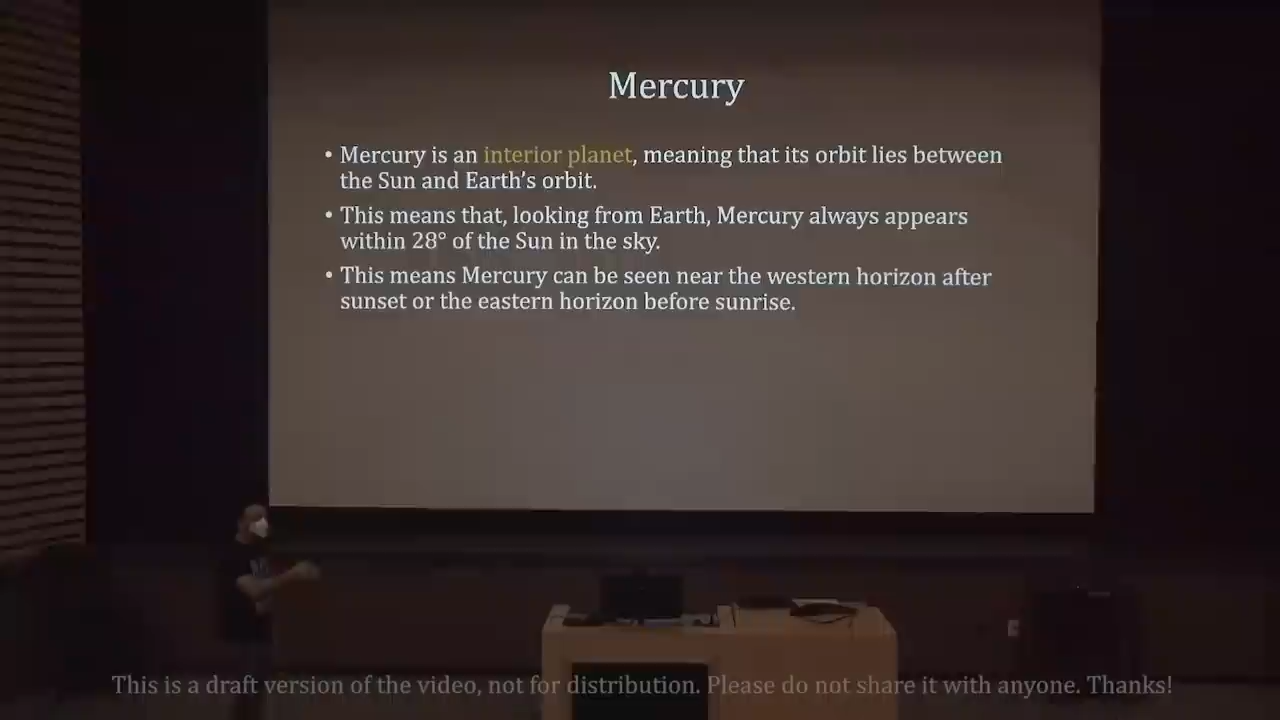 Mercury
• Mercury is an interior planet, meaning that its orbit lies between
the Sun and Earth's orbit.
• This means that, looking from Earth, Mercury always appears
within 28° of the Sun in the sky.
• This means Mercury can be seen near the western horizon after
sunset or the eastern horizon before sunrise.
This is a draft version of the video, not for distribution. Please do not share it with anyone. Thanks!